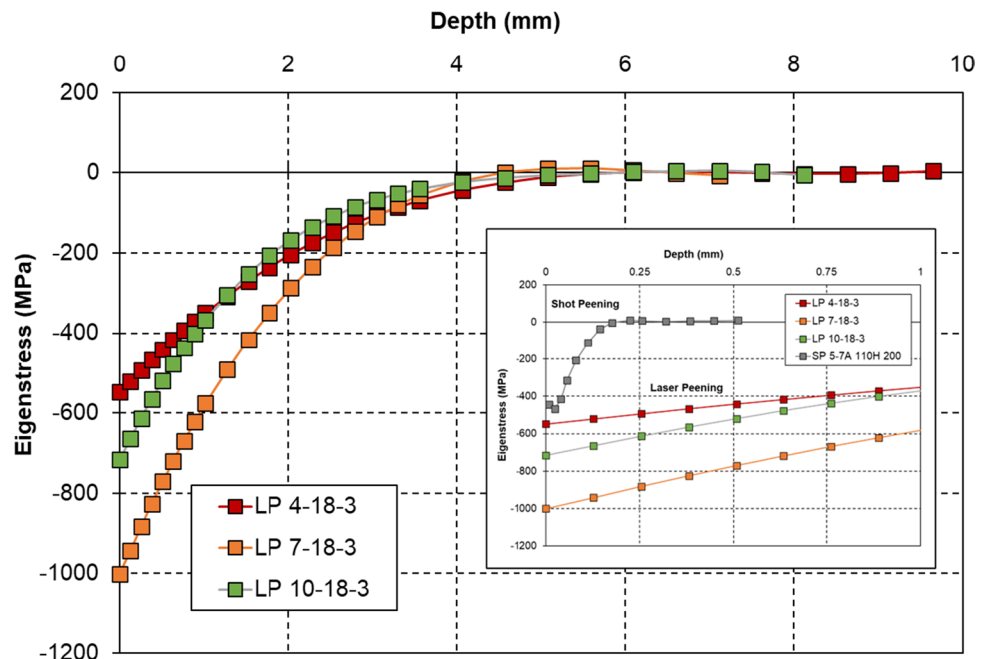 Depth (mm)
0 2 4 6 8 10
200
0
-200
-400
-600
-800
-1000
-1200
Eigenstress (MPa)
LP 4-18-3
LP 7-18-3
LP 10-18-3
Depth (mm)
0 0.25 0.5 0.75 1
200
0
-200
-400
-600
-800
-1000
-1200
Eigenstress (MPa)
Shot Peening
Laser Peening
LP 4-18-3
LP 7-18-3
LP 10-18-3
SP 5-7A 110H 200